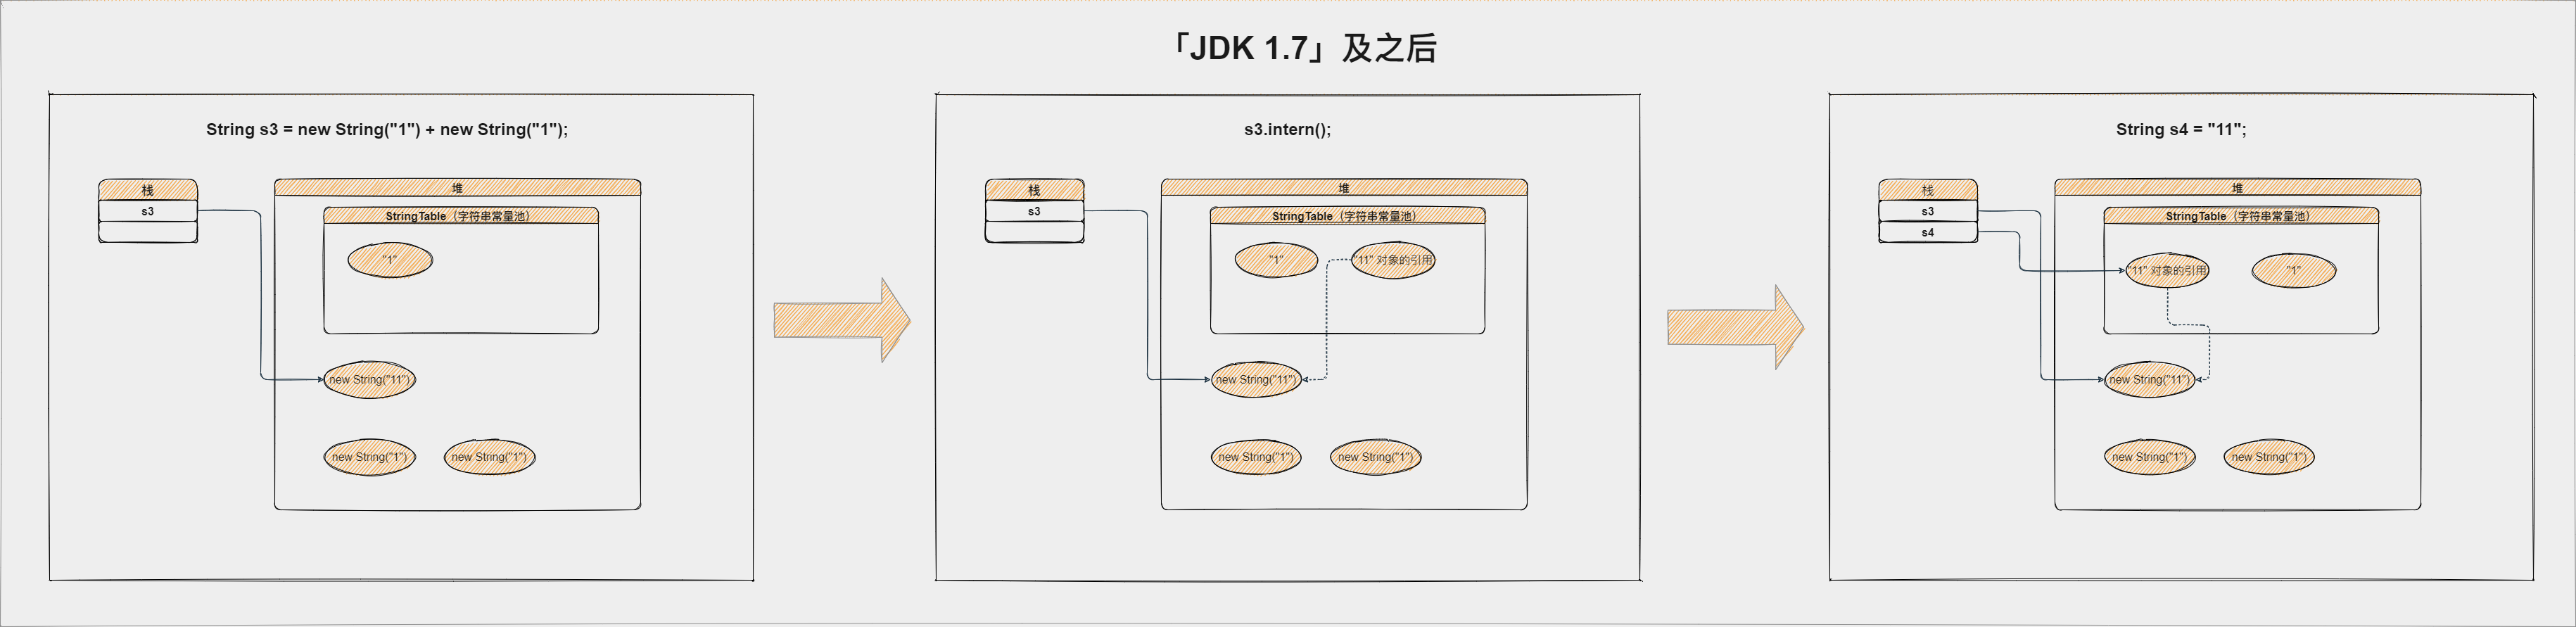 「JDK 1.7」及之后
String s3 = new String("1") + new String("1");
栈
s3
堆
StringTable（字符串常量池）
"1"
new String("11")
new String("1")
new String("1")
s3.intern();
栈
s3
堆
StringTable（字符串常量池）
"1"
"11" 对象的引用
new String("11")
new String("1")
new String("1")
String s4 = "11";
栈
s3
s4
堆
StringTable（字符串常量池）
"11" 对象的引用
"1"
new String("11")
new String("1")
new String("1")